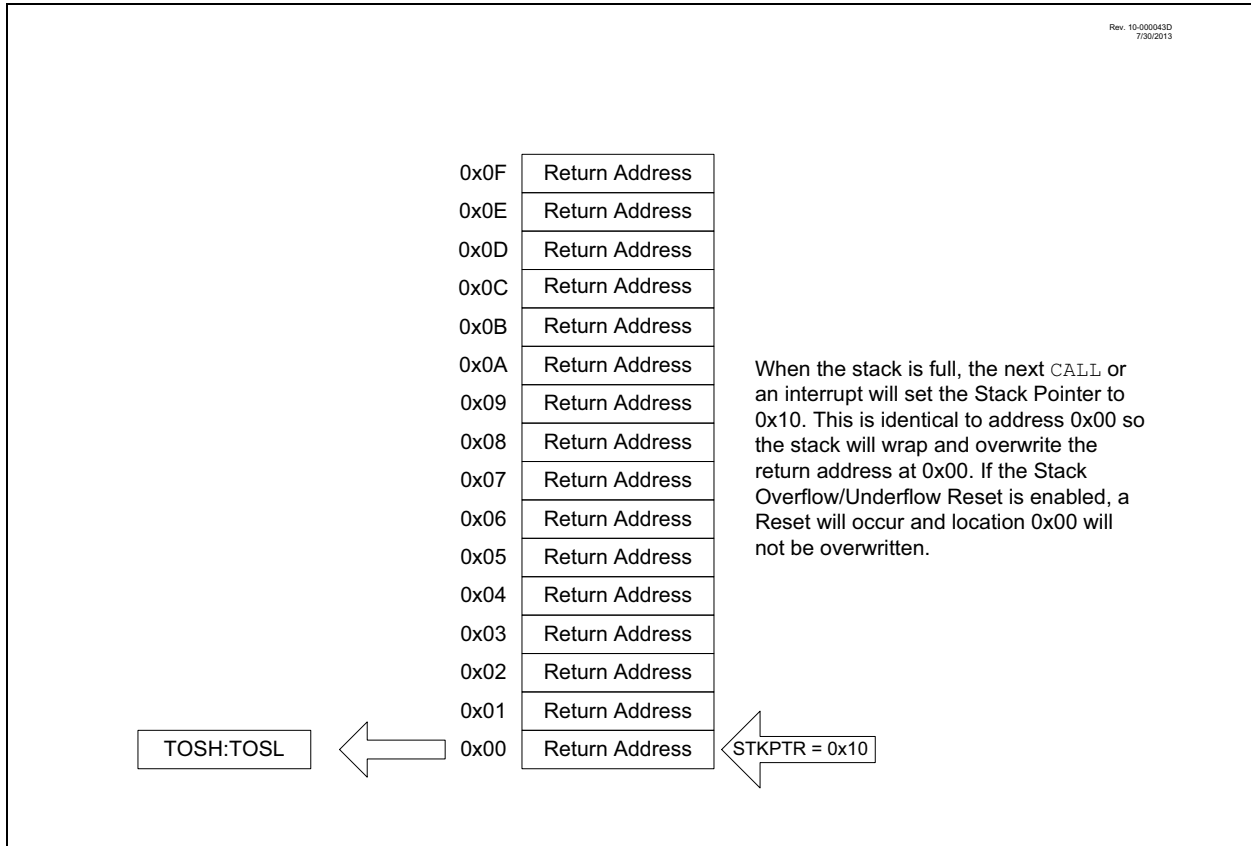 Rev. 10-000043D
7/30/2013
0x0F Return Address
0x0E Return Address
0x0D Return Address
0x0C Return Address
0x0B Return Address
0x0A Return Address
0x09 Return Address
0x08 Return Address
0x07 Return Address
0x06 Return Address
0x05 Return Address
0x04 Return Address
0x03 Return Address
0x02 Return Address
0x01 Return Address
TOSH:TOSL 0x00 Return Address STKPTR = 0x10
When the stack is full, the next CALL or
an interrupt will set the Stack Pointer to
0x10. This is identical to address 0x00 so
the stack will wrap and overwrite the
return address at 0x00. If the Stack
Overflow/Underflow Reset is enabled, a
Reset will occur and location 0x00 will
not be overwritten.